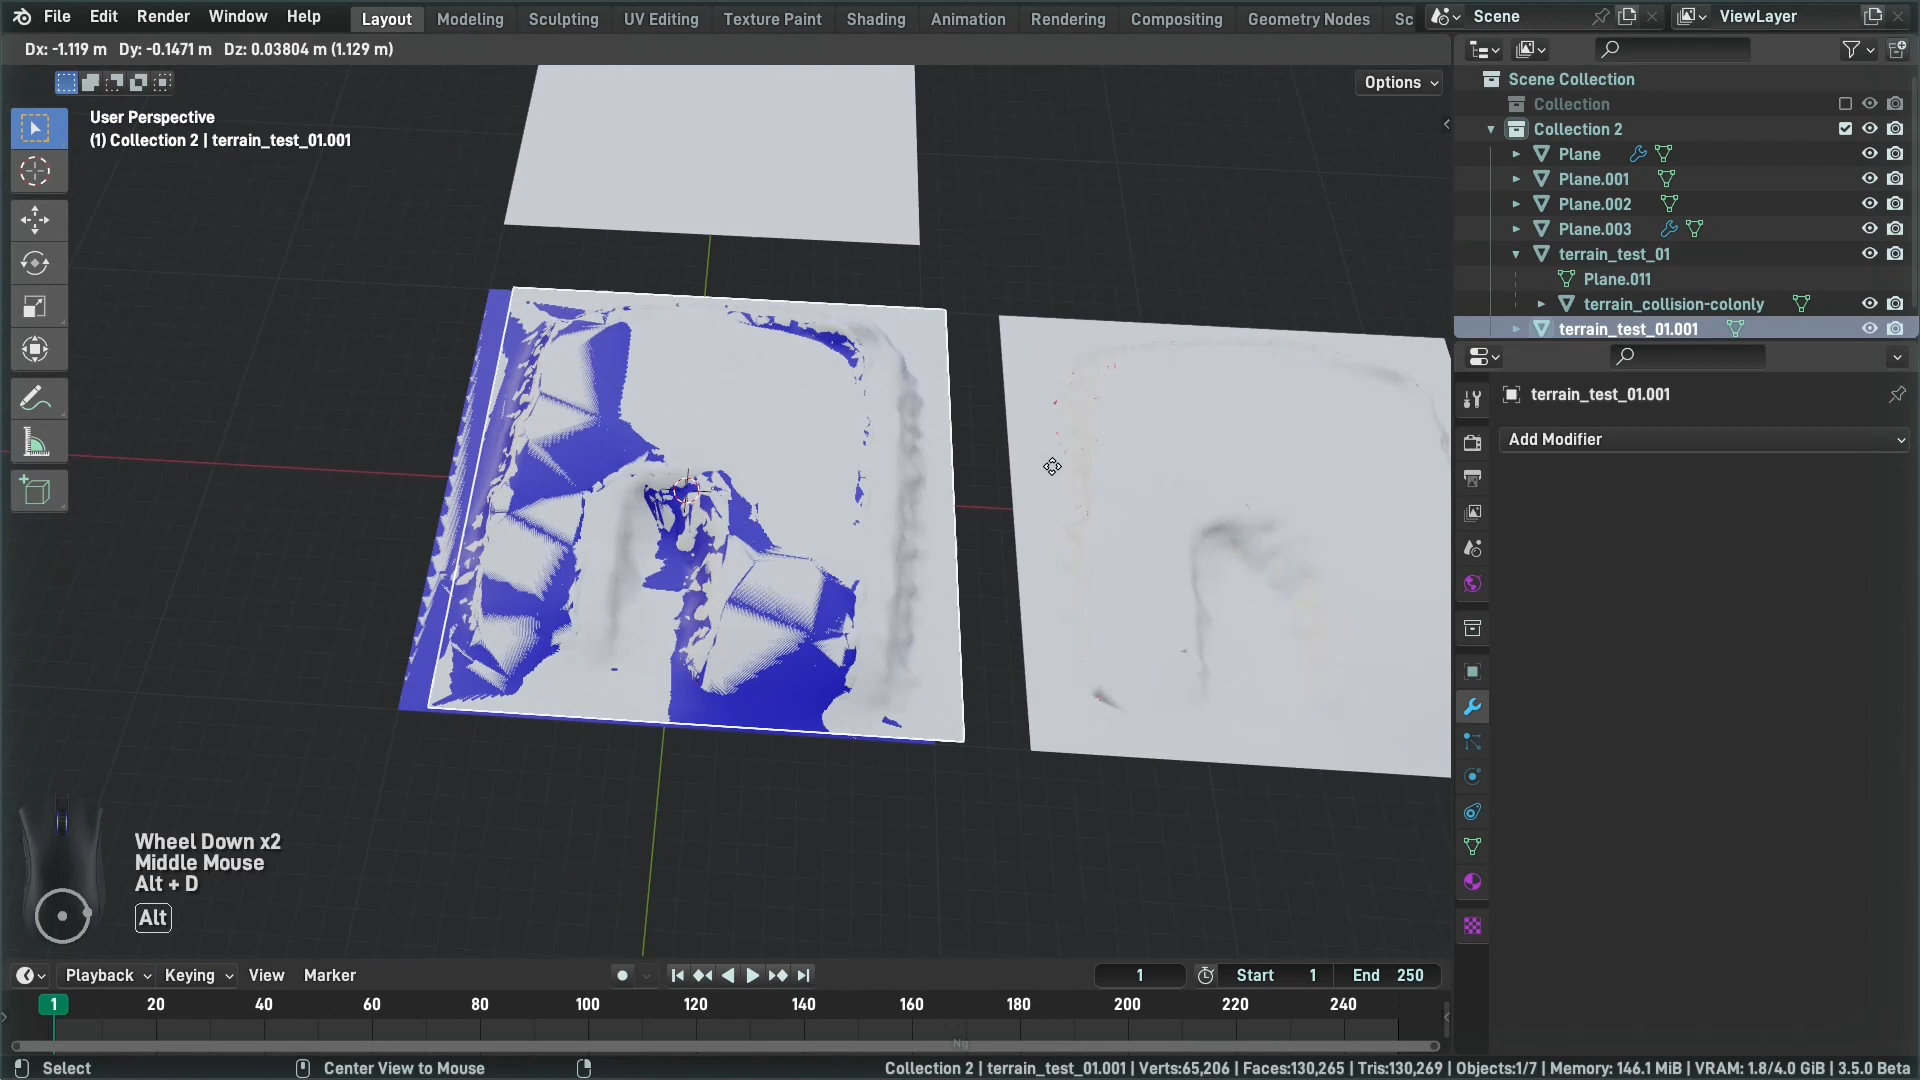 File Edit Render Window Help Layout Modeling Sculpting UV Editing Texture Paint Shading Animation Rendering Compositing Geometry Nodes Sc Scene ViewLayer
Dx: -1.119 m Dy: -0.1471 m Dz: 0.03804 m (1.129 m)
Options
User Perspective
(1) Collection 2 | terrain_test_01.001
Scene Collection
Collection
Collection 2
Plane
Plane.001
Plane.002
Plane.003
terrain_test_01
Plane.011
terrain_collision-colonly
terrain_test_01.001
terrain_test_01.001
Add Modifier
Wheel Down x2
Middle Mouse
Alt + D
Alt
Playback Keying View Marker 1 Start 1 End 250
1 20 40 60 80 100 120 140 160 180 200 220 240
Select Center View to Mouse Collection 2 | terrain_test_01.001 | Verts:65,206 | Faces:130,265 | Tris:130,269 | Objects:1/7 | Memory: 146.1 MiB | VRAM: 1.8/4.0 GiB | 3.5.0 Beta